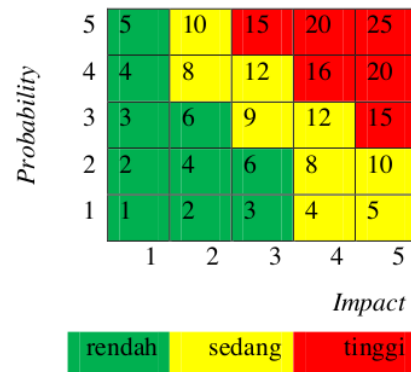 5 5 10 15 20 25
4 4 8 12 16 20
Probability
3 3 6 9 12 15
2 2 4 6 8 10
1 1 2 3 4 5
1 2 3 4 5
Impact
rendah sedang tinggi